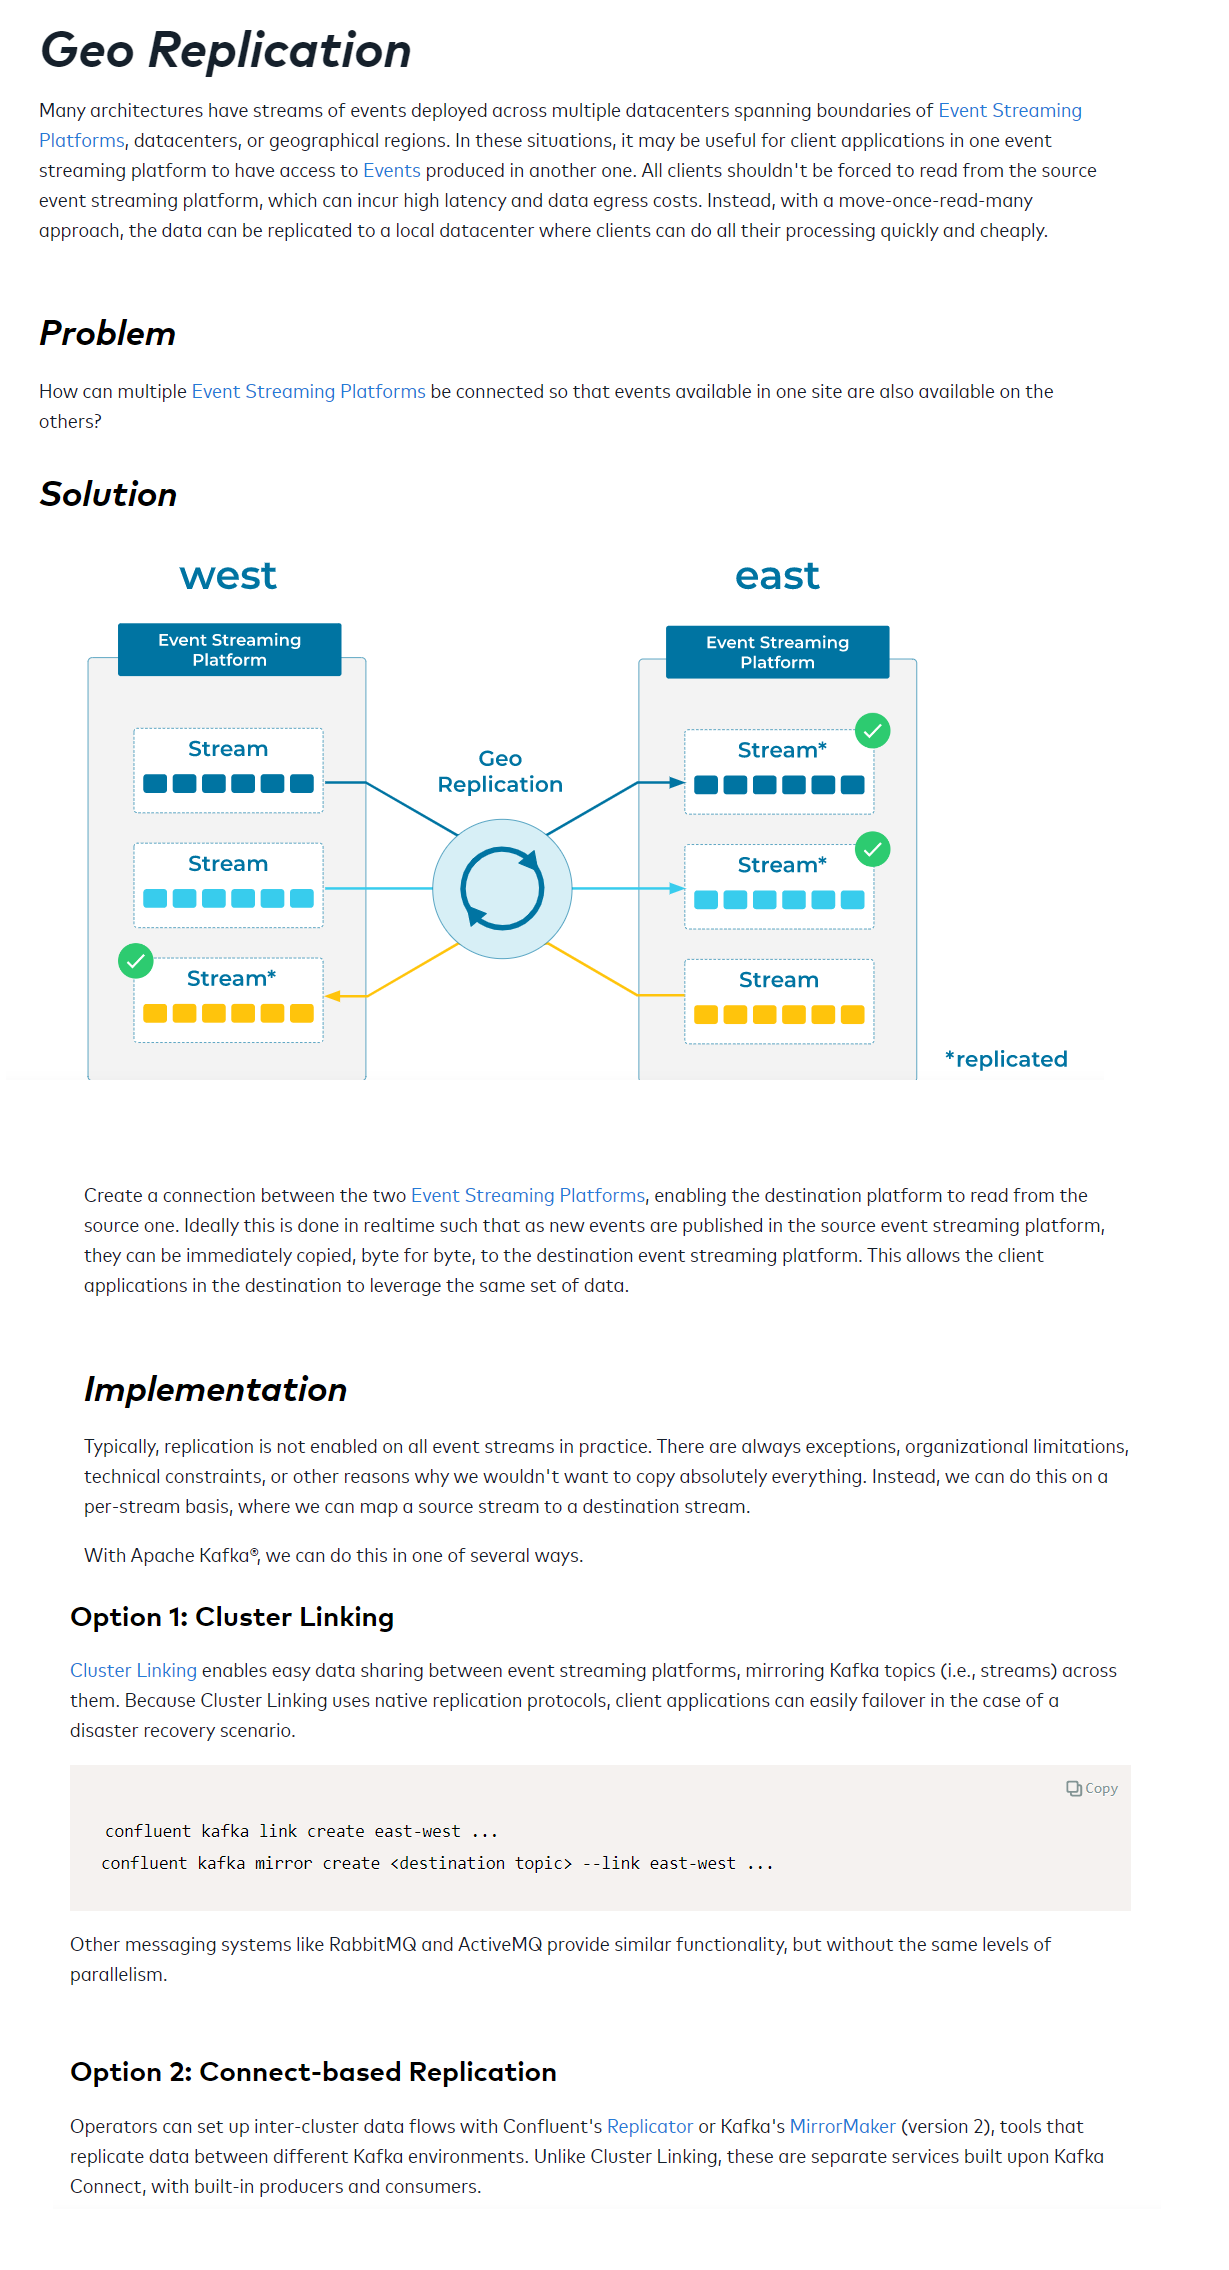 Geo Replication
Many architectures have streams of events deployed across multiple datacenters spanning boundaries of Event Streaming
Platforms, datacenters, or geographical regions. In these situations, it may be useful for client applications in one event
streaming platform to have access to Events produced in another one. All clients shouldn't be forced to read from the source
event streaming platform, which can incur high latency and data egress costs. Instead, with a move-once-read-many
approach, the data can be replicated to a local datacenter where clients can do all their processing quickly and cheaply.
Problem
How can multiple Event Streaming Platforms be connected so that events available in one site are also available on the
others?
Solution
west
east
Event Streaming
Platform
Event Streaming
Platform
Stream
Geo
Replication
Stream*
Stream
Stream*
Stream*
Stream
*replicated
Create a connection between the two Event Streaming Platforms, enabling the destination platform to read from the
source one. Ideally this is done in realtime such that as new events are published in the source event streaming platform,
they can be immediately copied, byte for byte, to the destination event streaming platform. This allows the client
applications in the destination to leverage the same set of data.
Implementation
Typically, replication is not enabled on all event streams in practice. There are always exceptions, organizational limitations,
technical constraints, or other reasons why we wouldn't want to copy absolutely everything. Instead, we can do this on a
per-stream basis, where we can map a source stream to a destination stream.
With Apache Kafka®, we can do this in one of several ways.
Option 1: Cluster Linking
Cluster Linking enables easy data sharing between event streaming platforms, mirroring Kafka topics (i.e., streams) across
them. Because Cluster Linking uses native replication protocols, client applications can easily failover in the case of a
disaster recovery scenario.
Copy
confluent kafka link create east-west ...
confluent kafka mirror create <destination topic> --link east-west ...
Other messaging systems like RabbitMQ and ActiveMQ provide similar functionality, but without the same levels of
parallelism.
Option 2: Connect-based Replication
Operators can set up inter-cluster data flows with Confluent's Replicator or Kafka's MirrorMaker (version 2), tools that
replicate data between different Kafka environments. Unlike Cluster Linking, these are separate services built upon Kafka
Connect, with built-in producers and consumers.